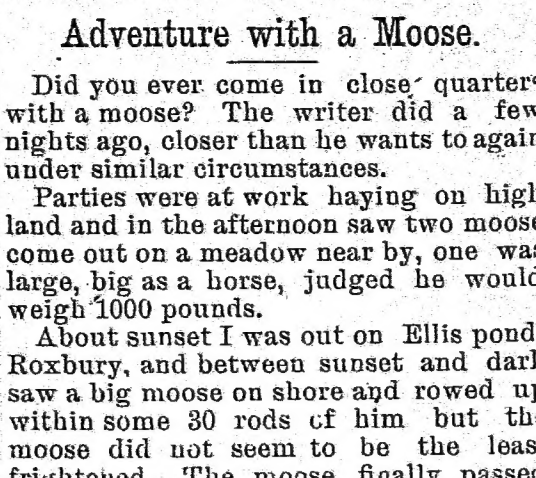 Adventure with a Moose.
Did you ever come in close quarters
with a moose? The writer did a few
nights ago, closer than he wants to again
under similar circumstances.
Parties were at work haying on high
land and in the afternoon saw two moose
come out on a meadow near by, one was
large, big as a horse, judged he would
weigh 1000 pounds.
About sunset I was out on Ellis pond
Roxbury, and between sunset and dark
saw a big moose on shore and rowed up
within some 30 rods of him but the
moose did not seem to be the least
frightened. The moose finally passed